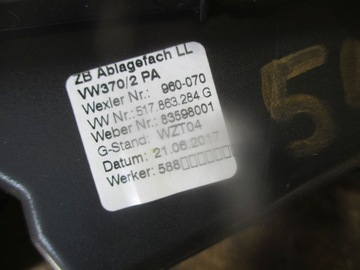 ZB Ablagefach LL
VW370/2 PA
Wexler Nr.: 960-070
VW Nr.: 517.863.284.G
Weber Nr.: 83598001
G-Stand: WZT04
Datum: 21.06.2017
Werker: 588□□□□□□